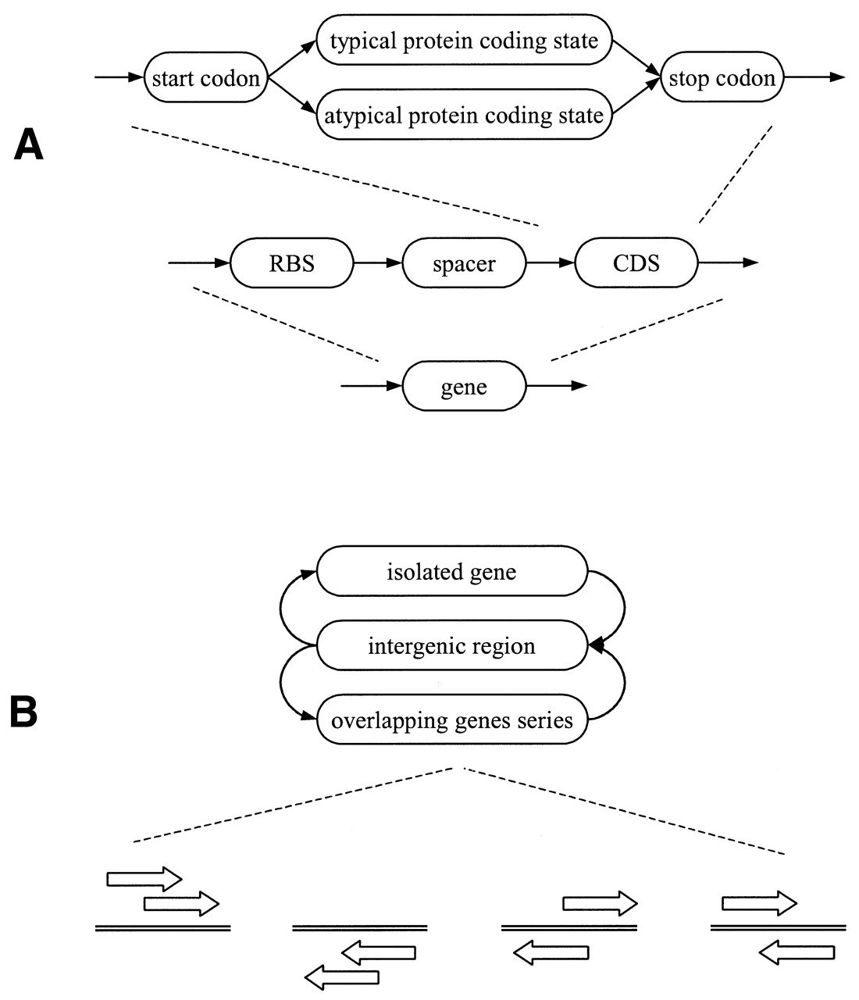 typical protein coding state
start codon
stop codon
atypical protein coding state
A
RBS
spacer
CDS
gene
isolated gene
intergenic region
B
overlapping genes series